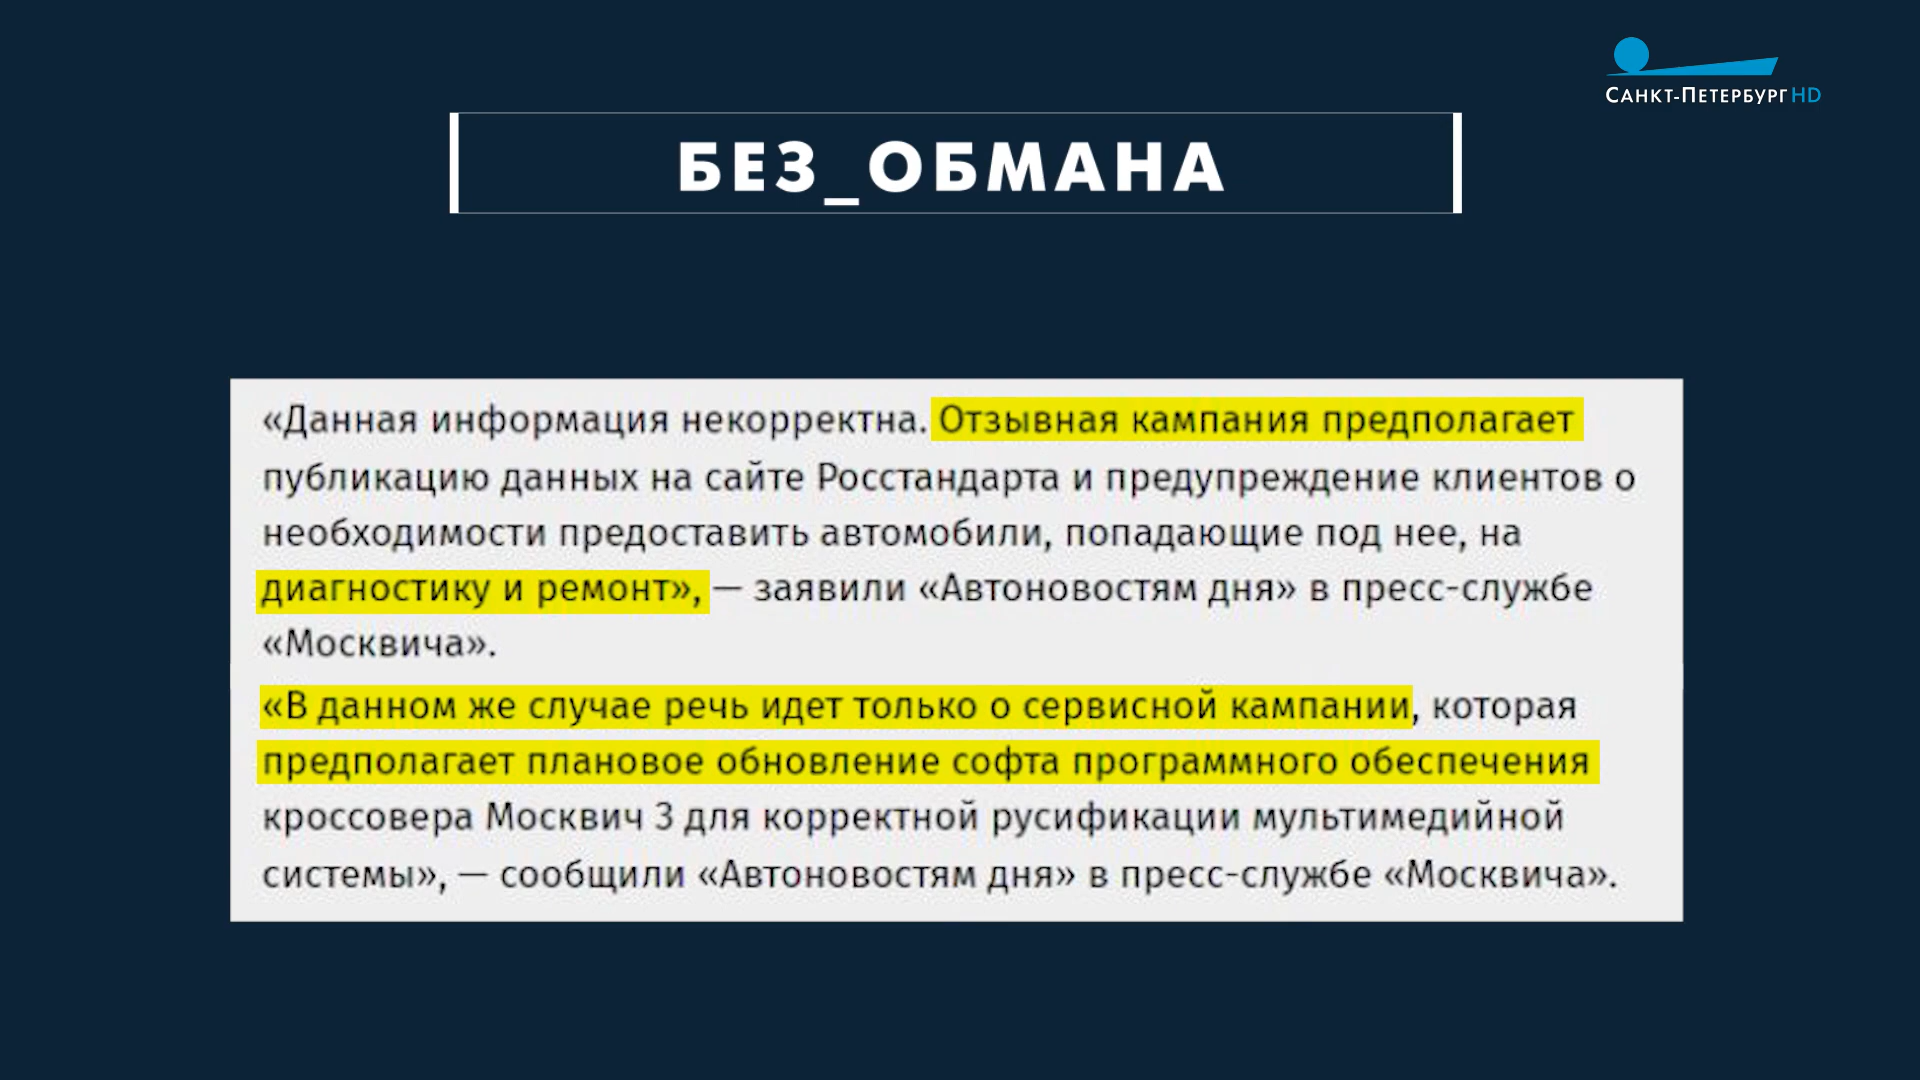 САНКТ-ПЕТЕРБУРГ HD
БЕЗ_ОБМАНА
«Данная информация некорректна. Отзывная кампания предполагает
публикацию данных на сайте Росстандарта и предупреждение клиентов о
необходимости предоставить автомобили, попадающие под нее, на
диагностику и ремонт», — заявили «Автоновостям дня» в пресс-службе
«Москвича».
«В данном же случае речь идет только о сервисной кампании, которая
предполагает плановое обновление софта программного обеспечения
кроссовера Москвич 3 для корректной русификации мультимедийной
системы», — сообщили «Автоновостям дня» в пресс-службе «Москвича».